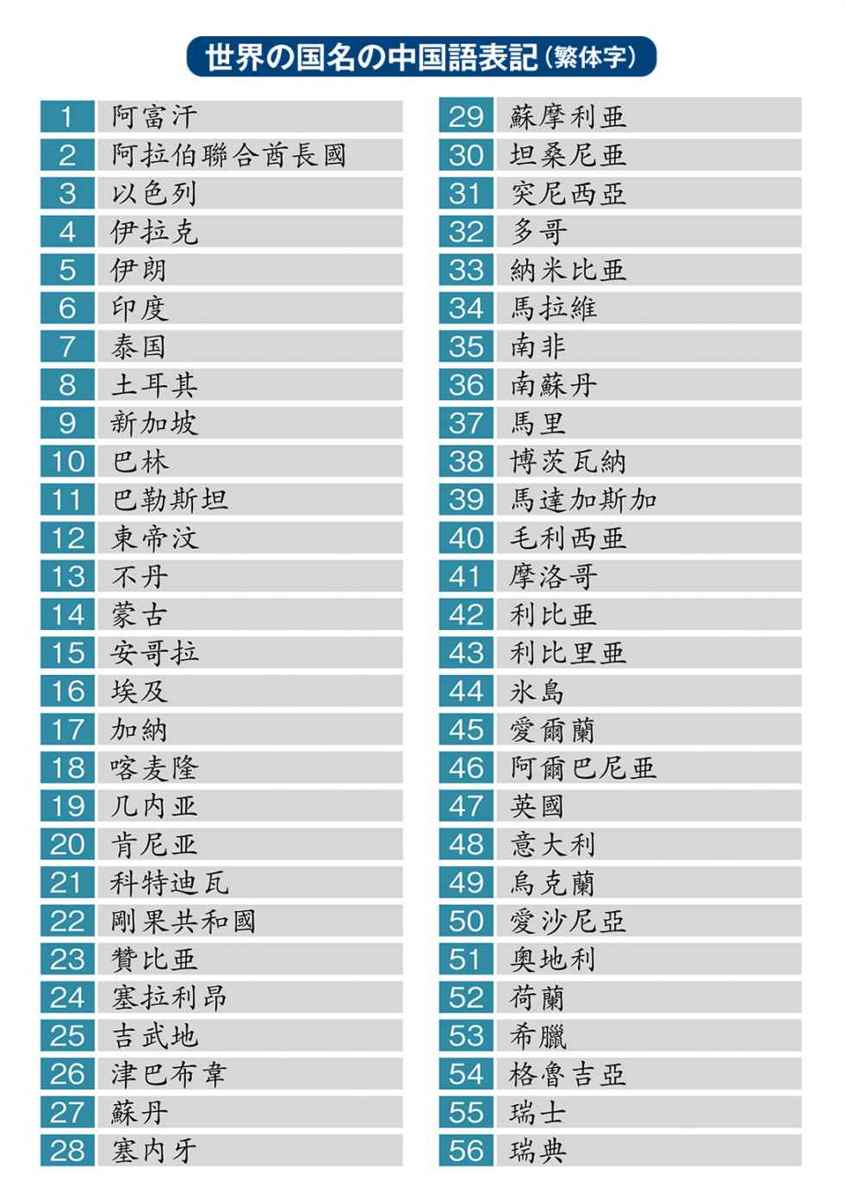 世界の国名の中国語表記（繁体字）
1 阿富汗
2 阿拉伯聯合酋長國
3 以色列
4 伊拉克
5 伊朗
6 印度
7 泰国
8 土耳其
9 新加坡
10 巴林
11 巴勒斯坦
12 東帝汶
13 不丹
14 蒙古
15 安哥拉
16 埃及
17 加納
18 喀麦隆
19 几内亚
20 肯尼亚
21 科特迪瓦
22 剛果共和國
23 贊比亜
24 塞拉利昂
25 吉武地
26 津巴布韋
27 蘇丹
28 塞内牙
29 蘇摩利亜
30 坦桑尼亜
31 突尼西亞
32 多哥
33 納米比亜
34 馬拉維
35 南非
36 南蘇丹
37 馬里
38 博茨瓦納
39 馬達加斯加
40 毛利西亜
41 摩洛哥
42 利比亜
43 利比里亜
44 氷島
45 愛爾蘭
46 阿爾巴尼亜
47 英國
48 意大利
49 烏克蘭
50 愛沙尼亞
51 奧地利
52 荷蘭
53 希臘
54 格魯吉亞
55 瑞士
56 瑞典